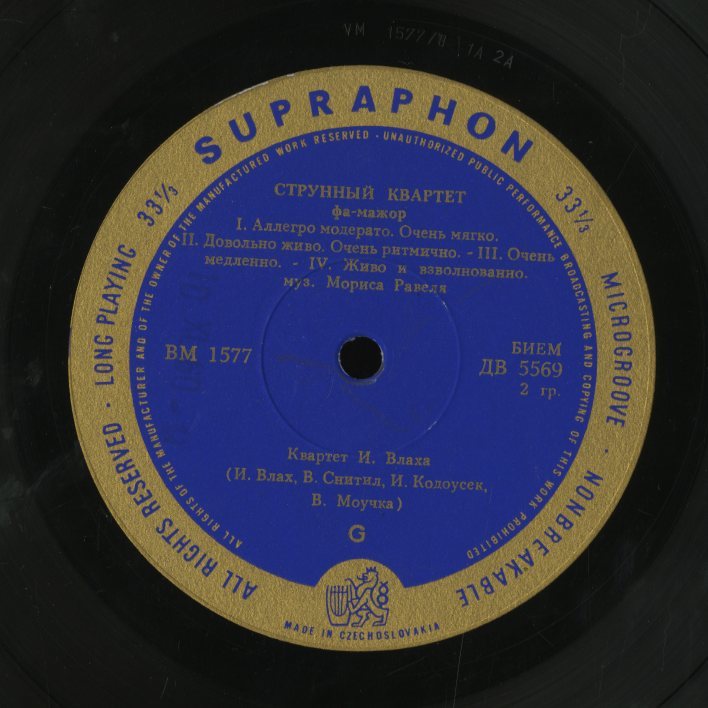 VM 1577/II 1A 2A
SUPRAPHON
33⅓
33⅓
LONG PLAYING · ALL RIGHTS RESERVED
MICROGROOVE · NONBREAKABLE
ALL RIGHTS OF THE MANUFACTURER AND OF THE OWNER OF THE MANUFACTURED WORK RESERVED · UNAUTHORIZED PUBLIC PERFORMANCE BROADCASTING AND COPYING OF THIS WORK PROHIBITED
СТРУННЫЙ КВАРТЕТ
фа-мажор
I. Аллегро модерато. Очень мягко.
II. Довольно живо. Очень ритмично. - III. Очень
медленно. - IV. Живо и взволнованно.
муз. Мориса Равеля
ВМ 1577
БИЕМ
ДВ 5569
2 гр.
Квартет И. Влаха
(И. Влах, В. Снитил, И. Колоусек,
В. Моучка)
G
MADE IN CZECHOSLOVAKIA